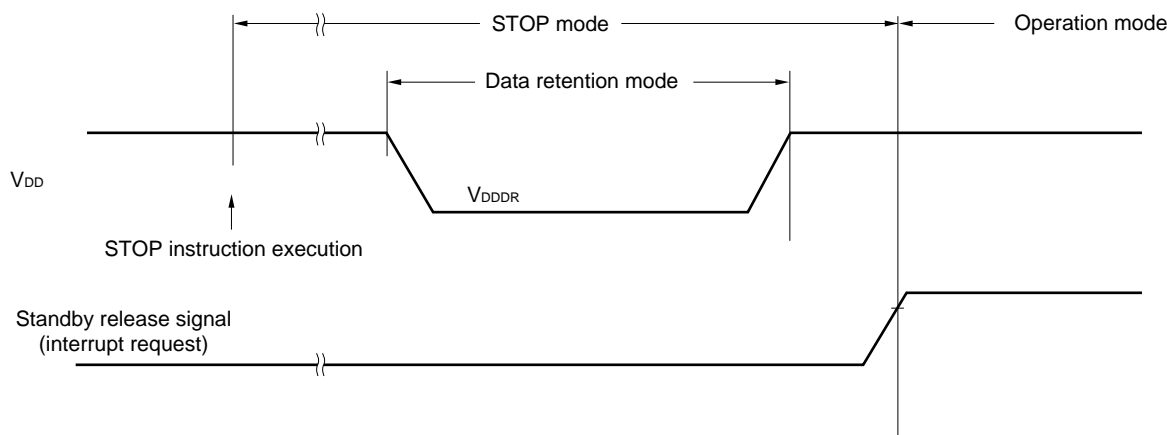 STOP mode
Operation mode
Data retention mode
VDD
VDDDR
STOP instruction execution
Standby release signal
(interrupt request)